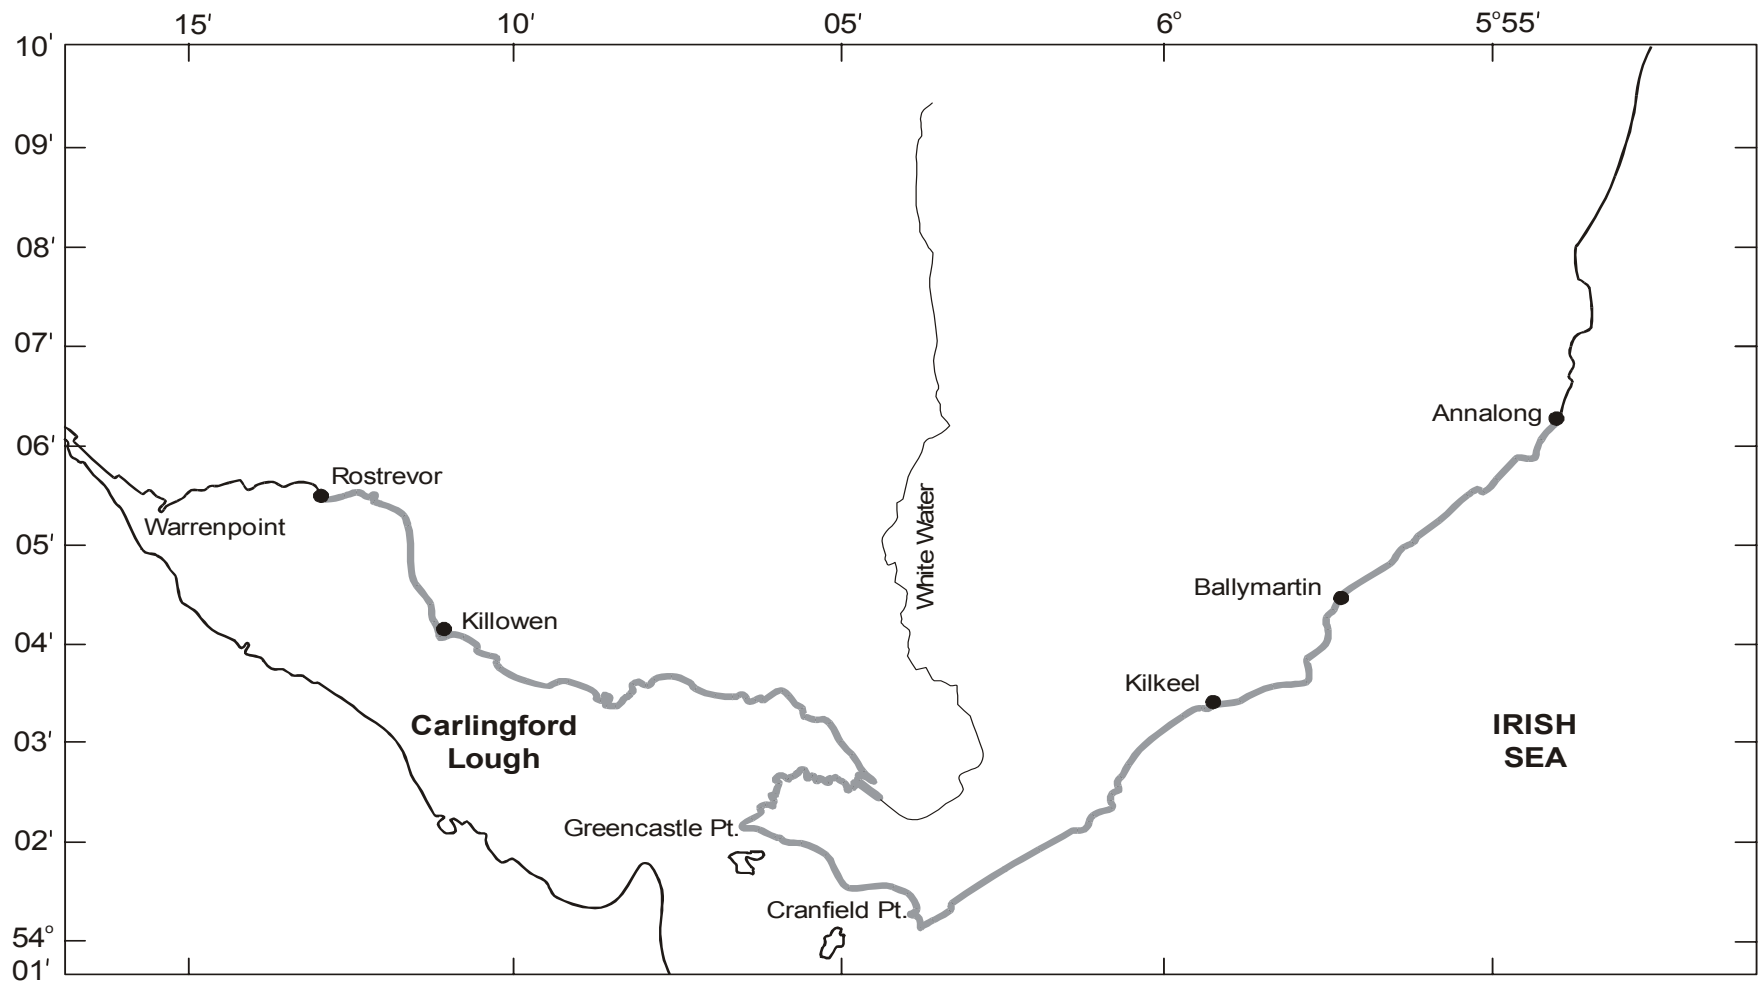 15' 10' 05' 6° 5°55'
10'
09'
08'
07'
Annalong
06'
Rostrevor
Warrenpoint
White Water
05'
Ballymartin
Killowen
04'
Kilkeel
Carlingford
Lough
IRISH
SEA
03'
Greencastle Pt.
02'
Cranfield Pt.
54°
01'